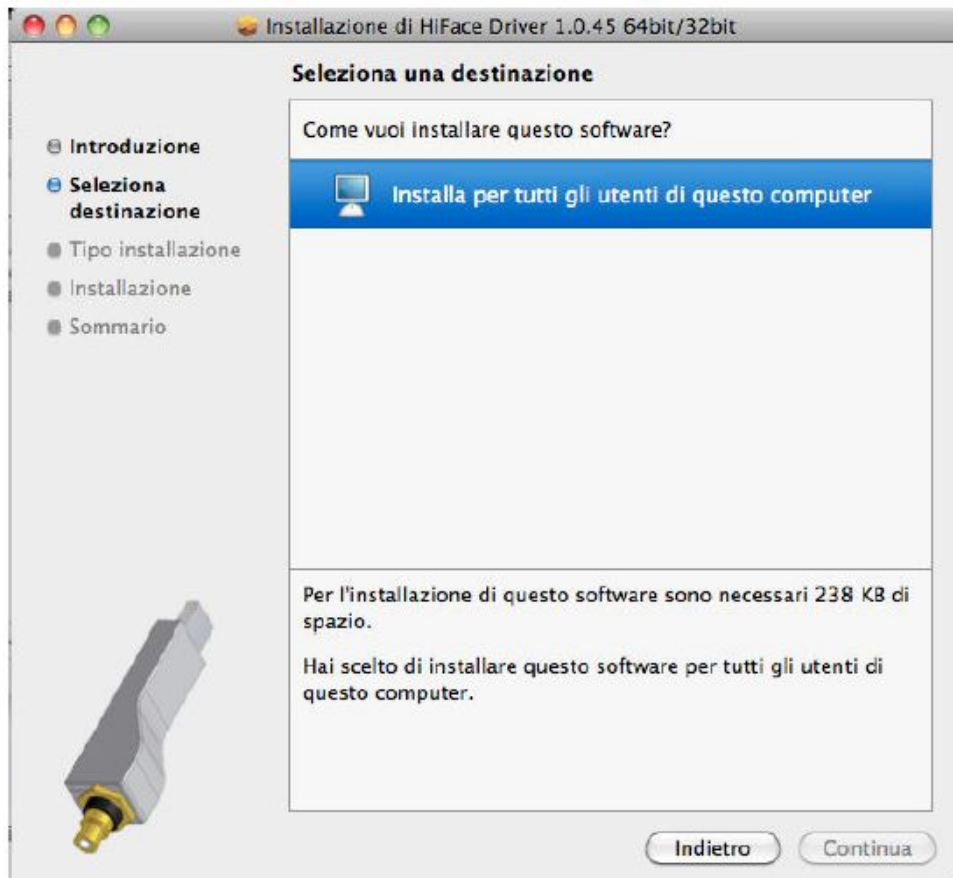 Installazione di HiFace Driver 1.0.45 64bit/32bit
Seleziona una destinazione
Introduzione
Seleziona
destinazione
Tipo installazione
Installazione
Sommario
Come vuoi installare questo software?
Installa per tutti gli utenti di questo computer
Per l'installazione di questo software sono necessari 238 KB di
spazio.
Hai scelto di installare questo software per tutti gli utenti di
questo computer.
Indietro
Continua